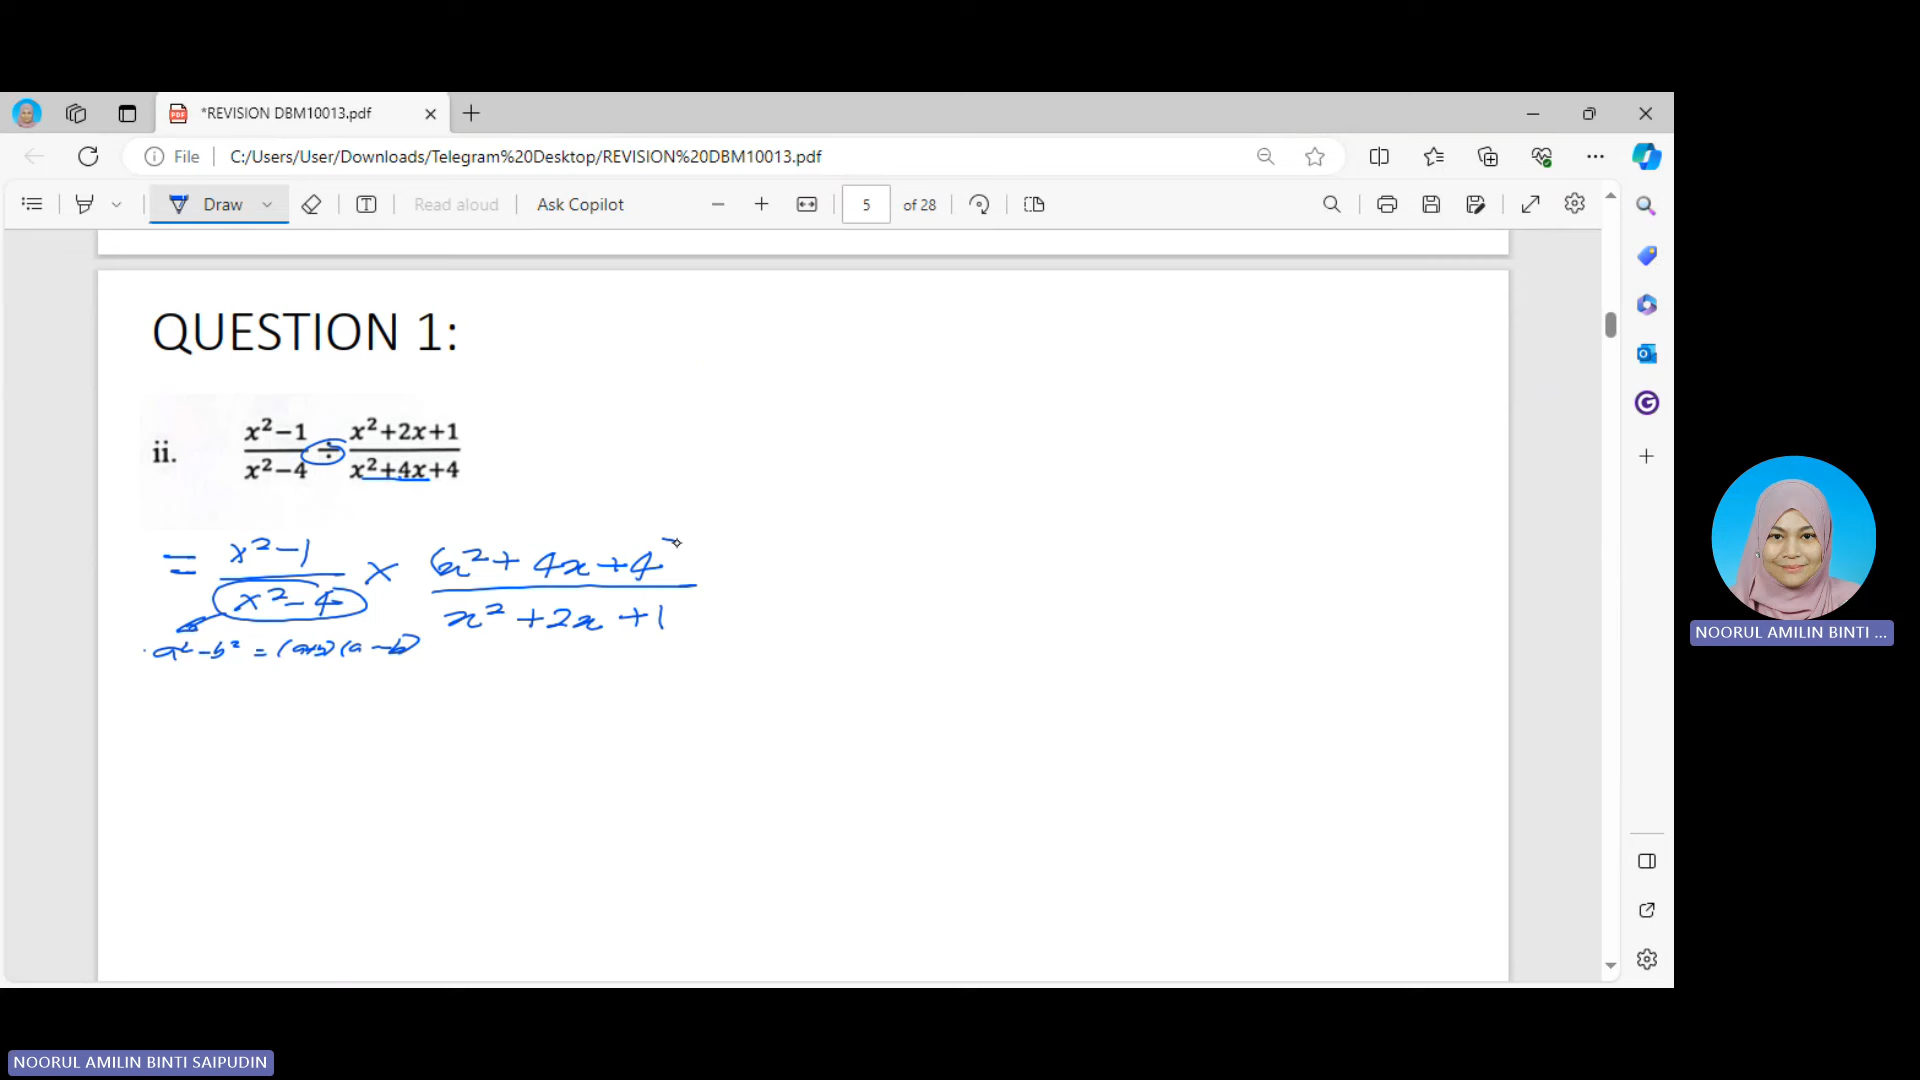 *REVISION DBM10013.pdf
File
C:/Users/User/Downloads/Telegram%20Desktop/REVISION%20DBM10013.pdf
Draw
Read aloud
Ask Copilot
5
of 28
QUESTION 1:
ii. x²−1 / x²−4 ÷ x²+2x+1 / x²+4x+4
= x²−1 / x²−4 × x²+4x+4 / x²+2x+1
a²−b² = (a+b)(a−b)
NOORUL AMILIN BINTI ...
NOORUL AMILIN BINTI SAIPUDIN